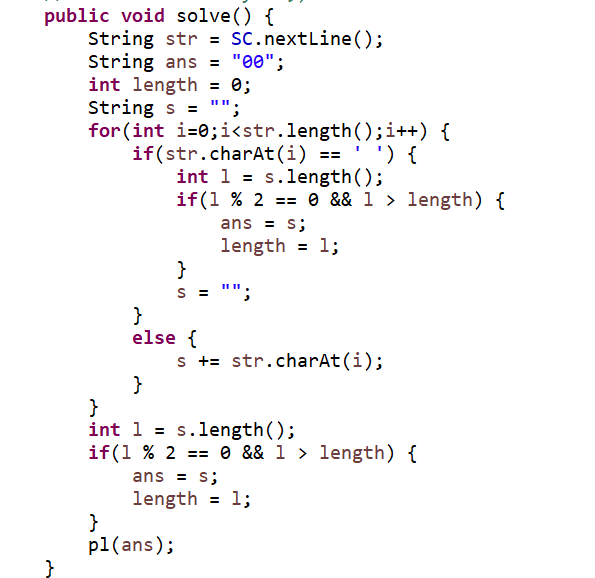 public void solve() {
String str = SC.nextLine();
String ans = "00";
int length = 0;
String s = "";
for(int i=0;i<str.length();i++) {
if(str.charAt(i) == ' ') {
int l = s.length();
if(l % 2 == 0 && l > length) {
ans = s;
length = l;
}
s = "";
}
else {
s += str.charAt(i);
}
}
int l = s.length();
if(l % 2 == 0 && l > length) {
ans = s;
length = l;
}
pl(ans);
}